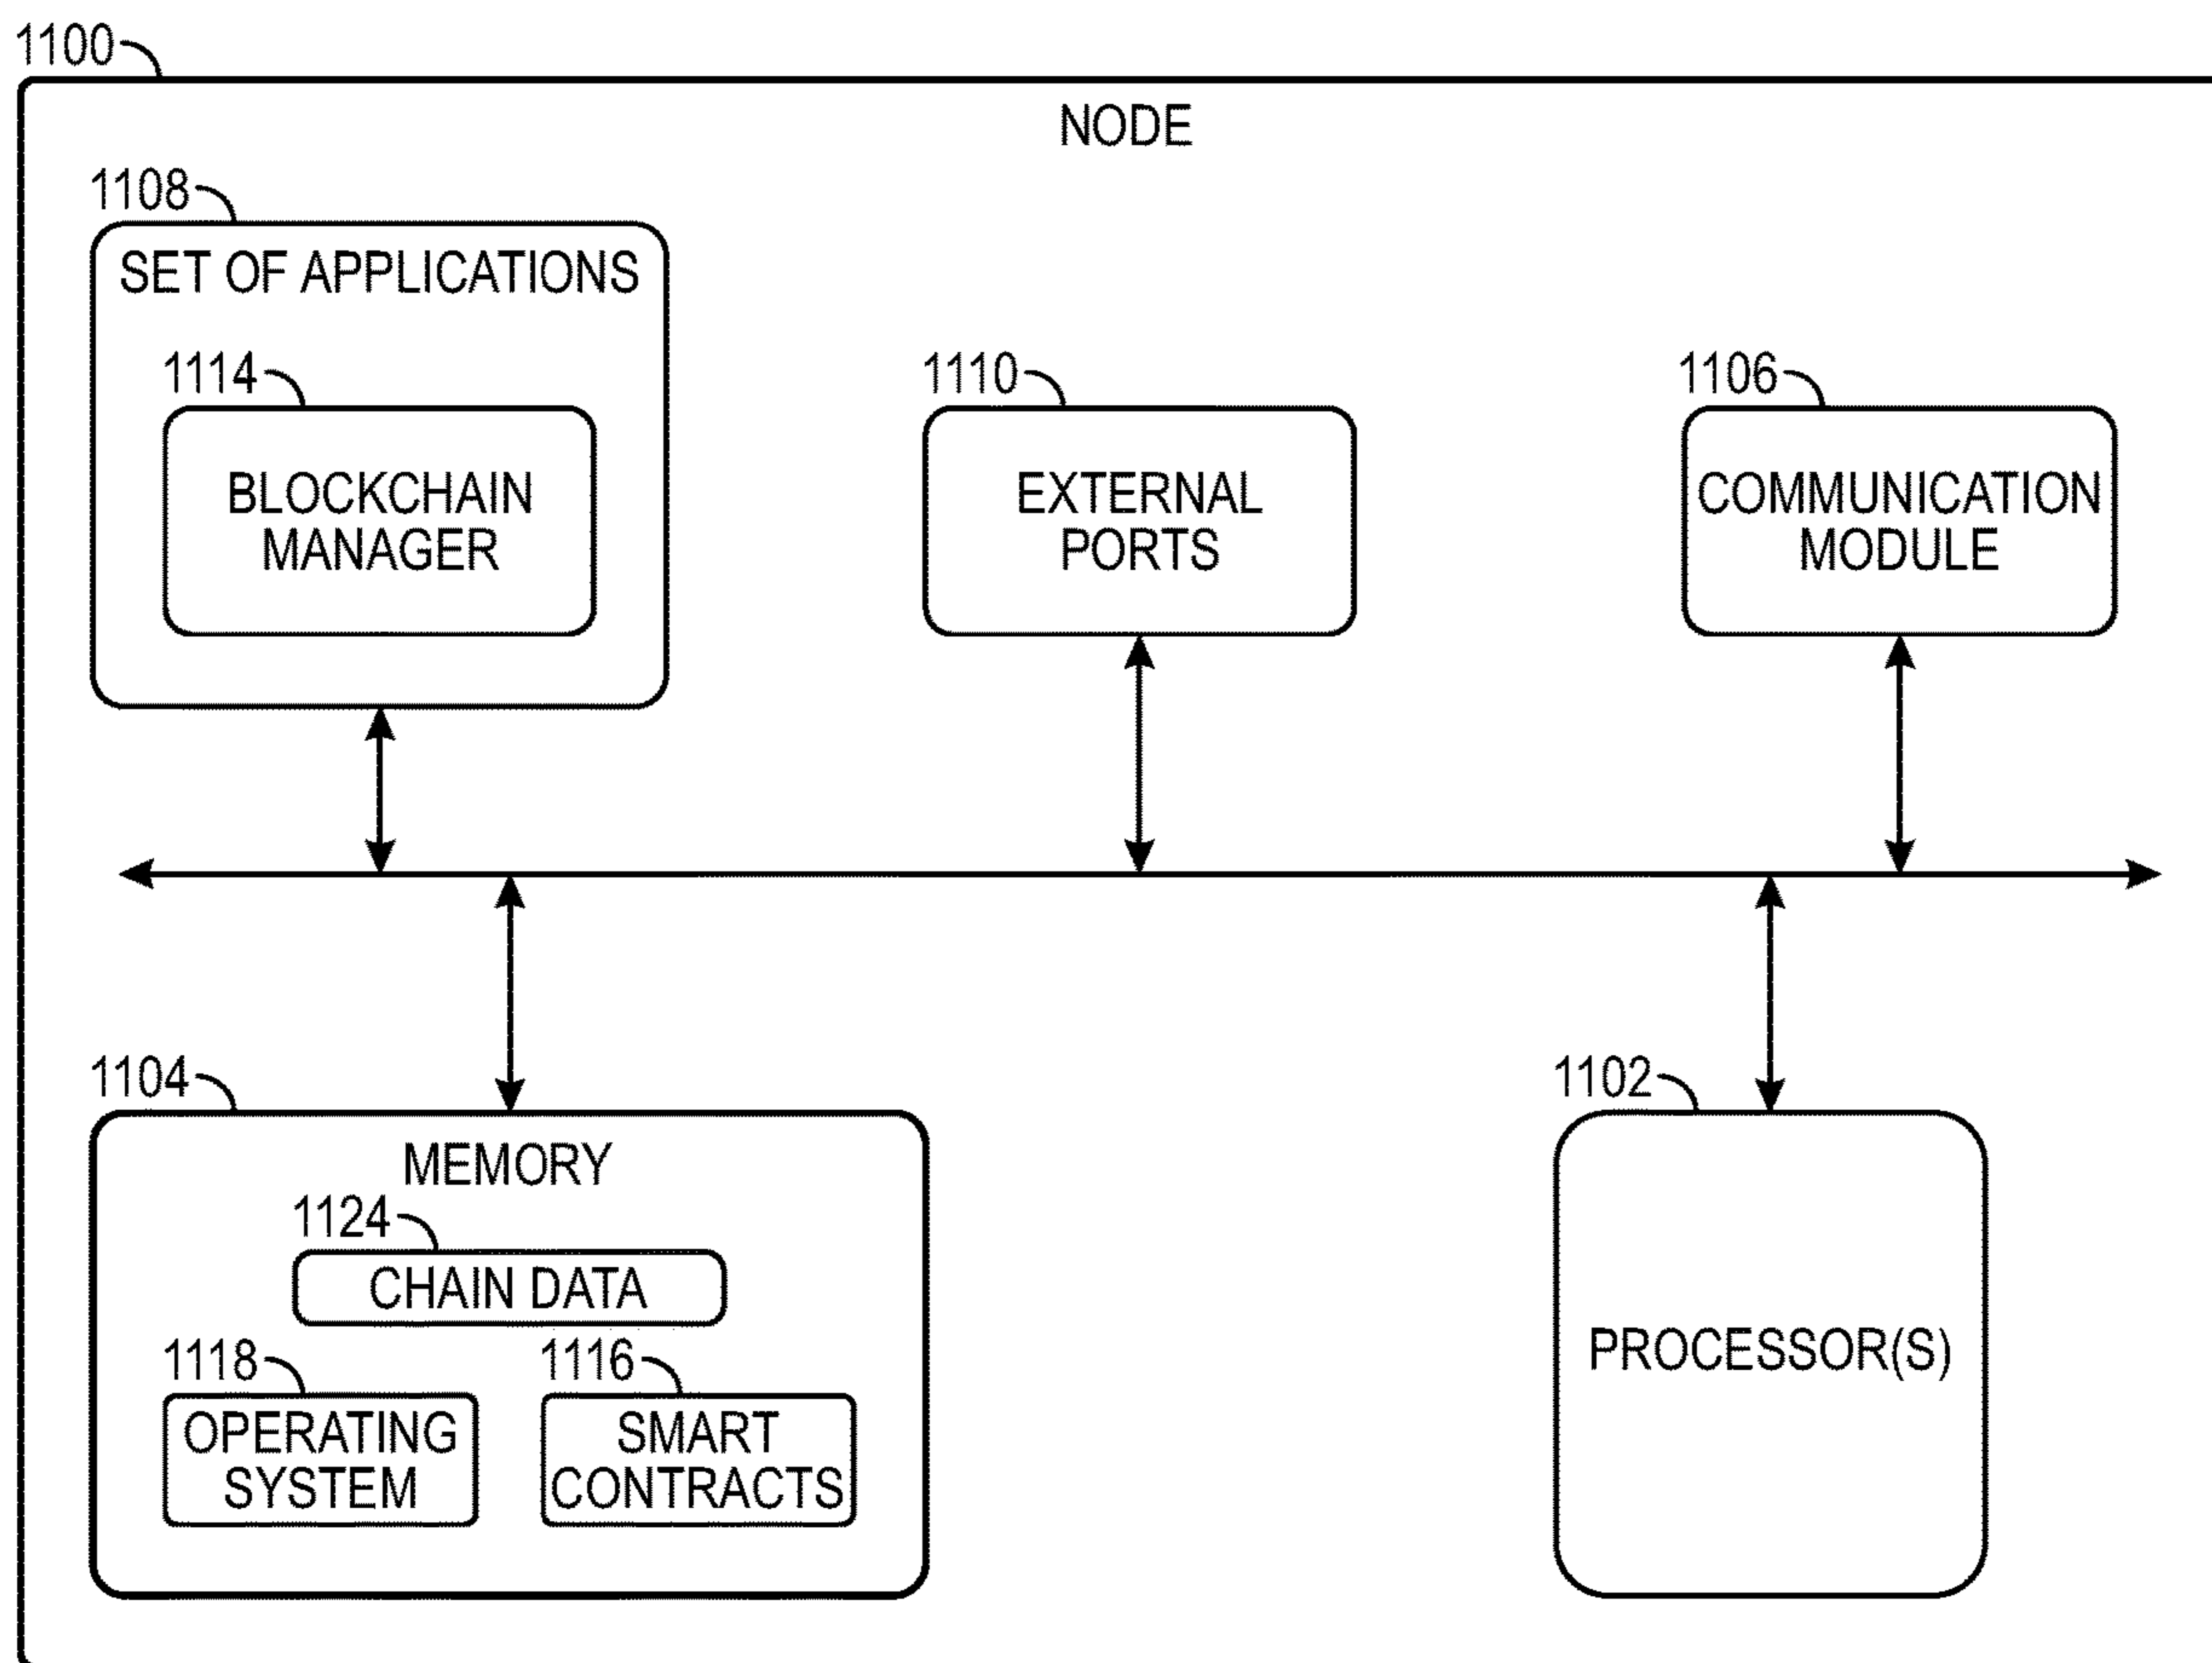 1100
NODE
1108
SET OF APPLICATIONS
1114
BLOCKCHAIN
MANAGER
1110
EXTERNAL
PORTS
1106
COMMUNICATION
MODULE
1104
MEMORY
1124
CHAIN DATA
1118
OPERATING
SYSTEM
1116
SMART
CONTRACTS
1102
PROCESSOR(S)